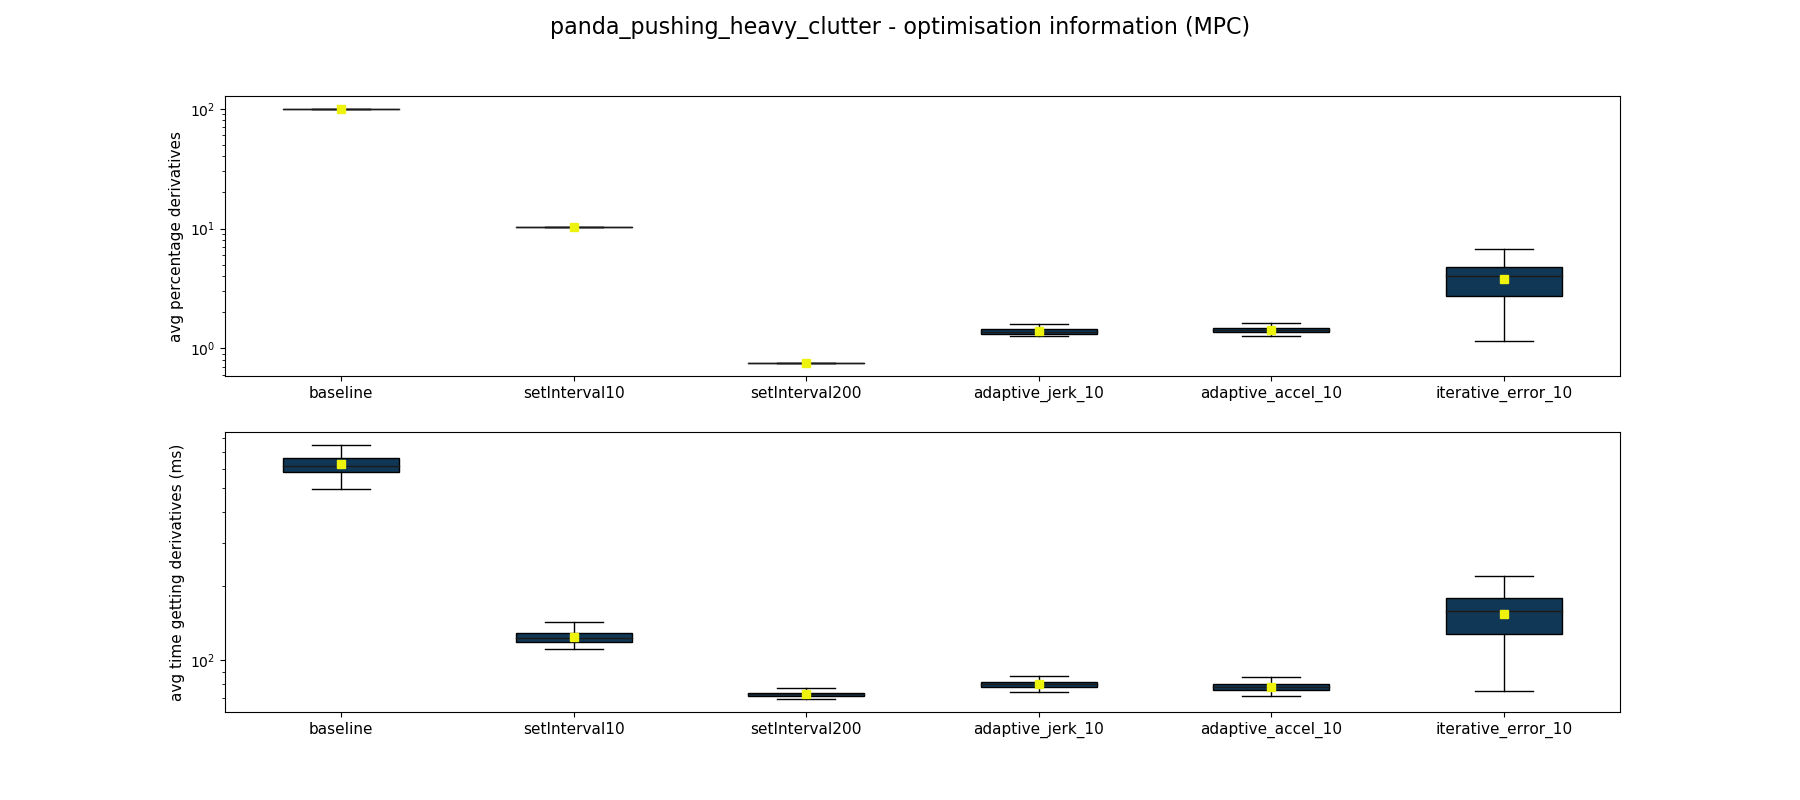 panda_pushing_heavy_clutter - optimisation information (MPC)
avg percentage derivatives
10²
10¹
10⁰
baseline
setInterval10
setInterval200
adaptive_jerk_10
adaptive_accel_10
iterative_error_10
avg time getting derivatives (ms)
10²
baseline
setInterval10
setInterval200
adaptive_jerk_10
adaptive_accel_10
iterative_error_10